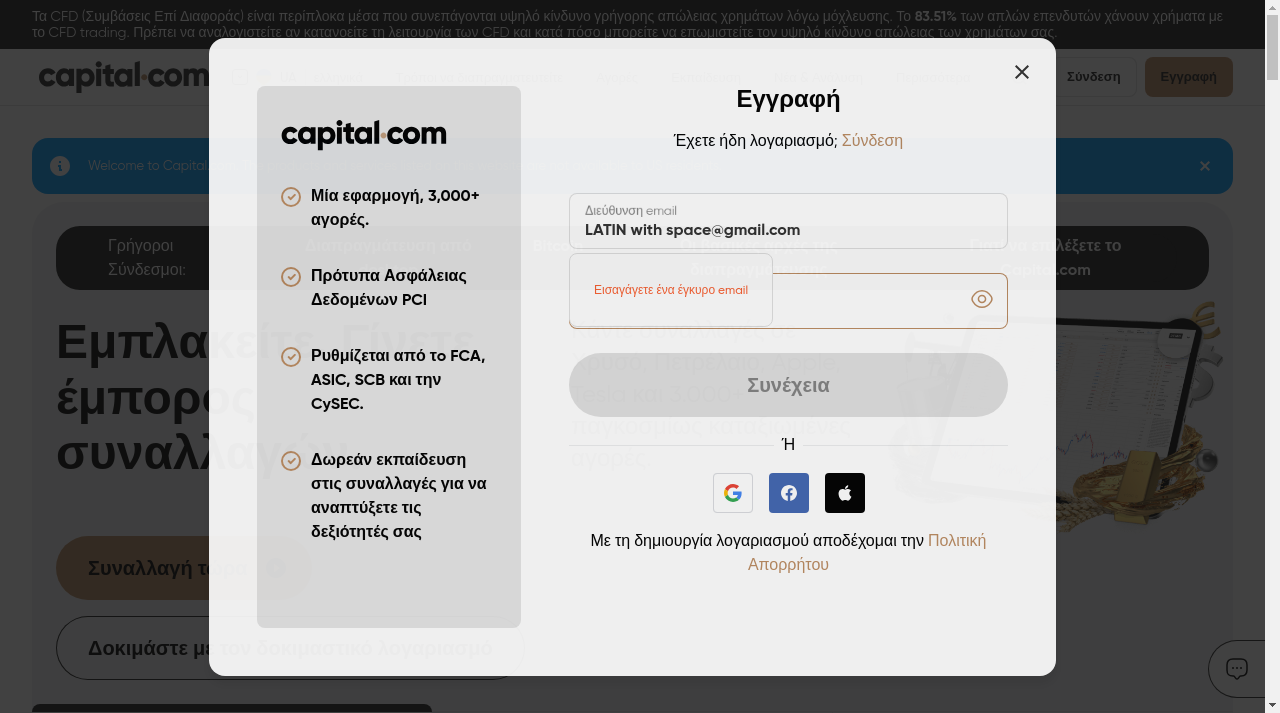 Τα CFD (Συμβάσεις Επί Διαφοράς) είναι περίπλοκα μέσα που συνεπάγονται υψηλό κίνδυνο γρήγορης απώλειας χρημάτων λόγω μόχλευσης. Το 83.51% των απλών επενδυτών χάνουν χρήματα με
το CFD trading. Πρέπει να αναλογιστείτε αν κατανοείτε τη λειτουργία των CFD και κατά πόσο μπορείτε να επωμιστείτε τον υψηλό κίνδυνο απώλειας των χρημάτων σας.
capital.com
Σύνδεση
Εγγραφή
Welcome to Capital.
Γρήγοροι
Σύνδεσμοι:
Εμπλακείτε. Γίνετε
έμπορος
συναλλαγών
Συναλλαγή τώρα
Δοκιμάστε με τον δοκιμαστικό λογαριασμό
capital.com
Μία εφαρμογή, 3,000+
αγορές.
Πρότυπα Ασφάλειας
Δεδομένων PCI
Ρυθμίζεται από το FCA,
ASIC, SCB και την
CySEC.
Δωρεάν εκπαίδευση
στις συναλλαγές για να
αναπτύξετε τις
δεξιότητές σας
Εγγραφή
Έχετε ήδη λογαριασμό; Σύνδεση
Διεύθυνση email
LATIN with space@gmail.com
Εισαγάγετε ένα έγκυρο email
Συνέχεια
Ή
Με τη δημιουργία λογαριασμού αποδέχομαι την Πολιτική
Απορρήτου